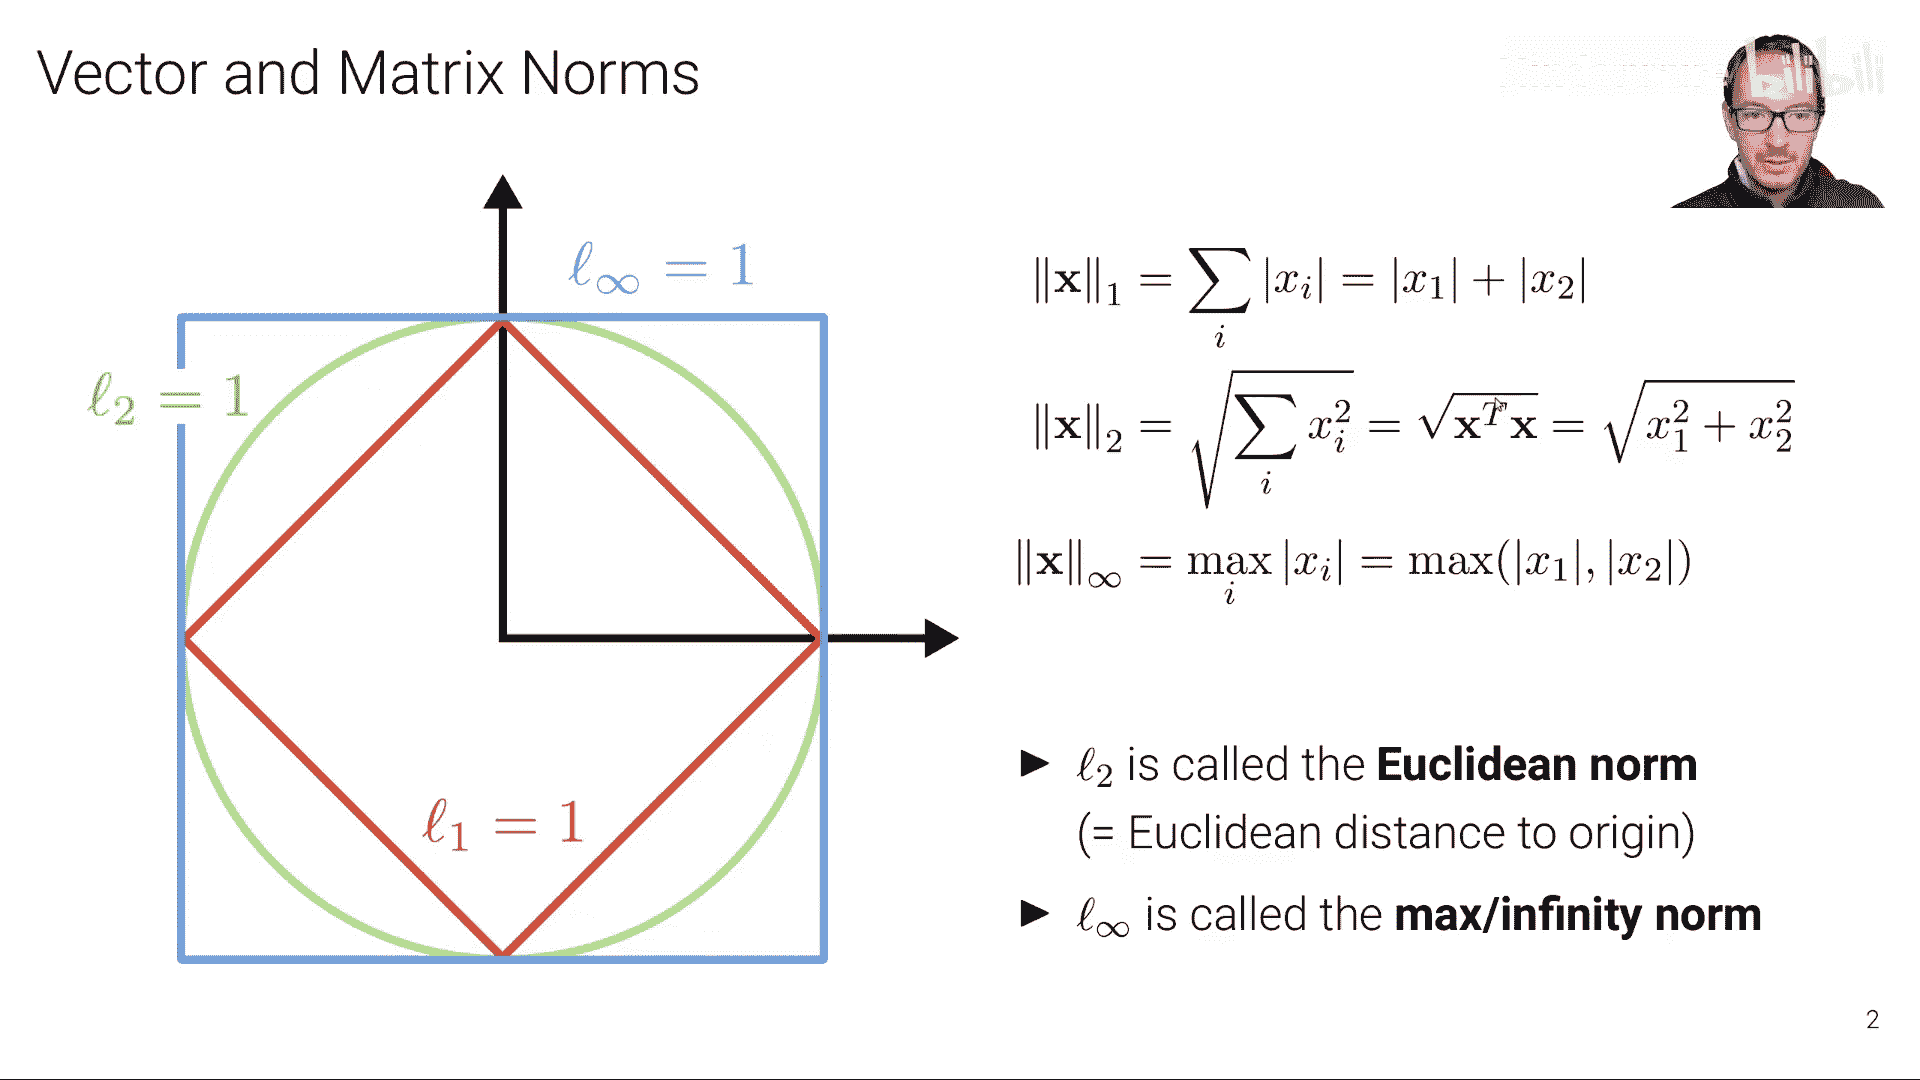 Vector and Matrix Norms
bilibili
ℓ∞ = 1
ℓ2 = 1
ℓ1 = 1
‖x‖₁ = ∑ᵢ |xᵢ| = |x₁| + |x₂|
‖x‖₂ = √(∑ᵢ xᵢ²) = √(xᵀx) = √(x₁² + x₂²)
‖x‖∞ = maxᵢ |xᵢ| = max(|x₁|, |x₂|)
► ℓ₂ is called the Euclidean norm
(= Euclidean distance to origin)
► ℓ∞ is called the max/infinity norm
2